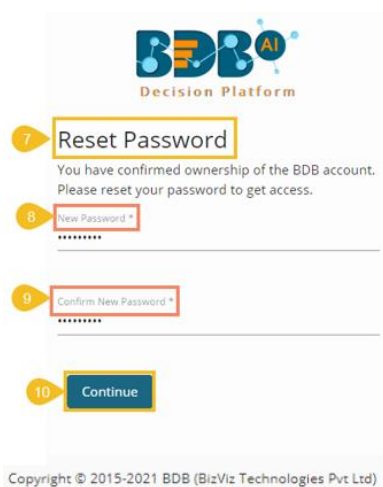 BDB AI
Decision Platform
7 Reset Password
You have confirmed ownership of the BDB account.
Please reset your password to get access.
8 New Password *
•••••••••
9 Confirm New Password *
•••••••••
10 Continue
Copyright © 2015-2021 BDB (BizViz Technologies Pvt Ltd)